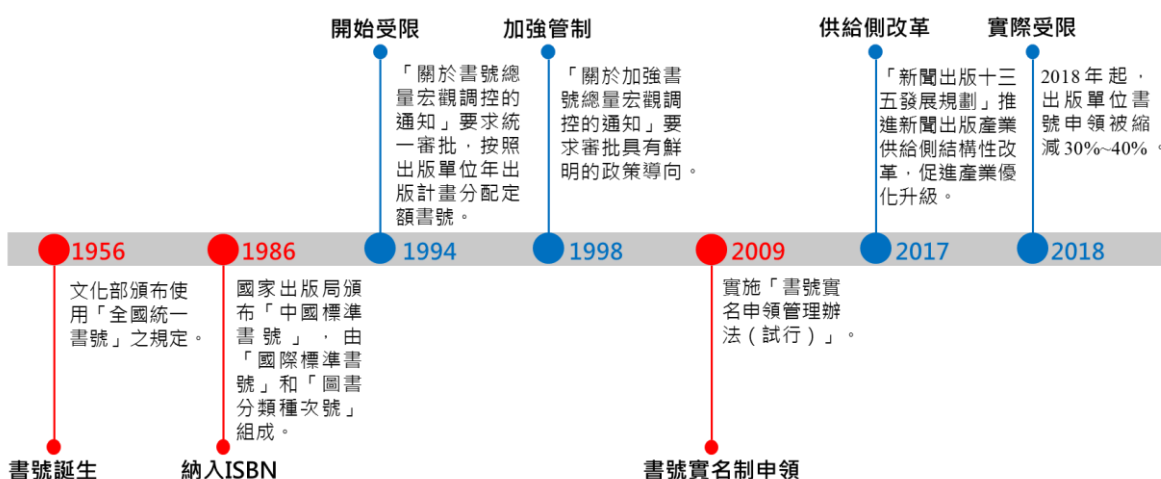 開始受限
加強管制
供給側改革
實際受限
「關於書號總
量宏觀調控的
通知」要求統
一審批，按照
出版單位年出
版計畫分配定
額書號。
「關於加強書
號總量宏觀調
控的通知」要
求審批具有鮮
明的政策導向。
「新聞出版十三
五發展規劃」推
進新聞出版產業
供給側結構性改
革，促進產業優
化升級。
2018年起，
出版單位書
號申領被縮
減30%~40%。
1956
1986
1994
1998
2009
2017
2018
文化部頒布使
用「全國統一
書號」之規定。
國家出版局頒
布「中國標準
書號」，由
「國際標準書
號」和「圖書
分類種次號」
組成。
實施「書號實
名申領管理辦
法（試行）」。
書號誕生
納入ISBN
書號實名制申領